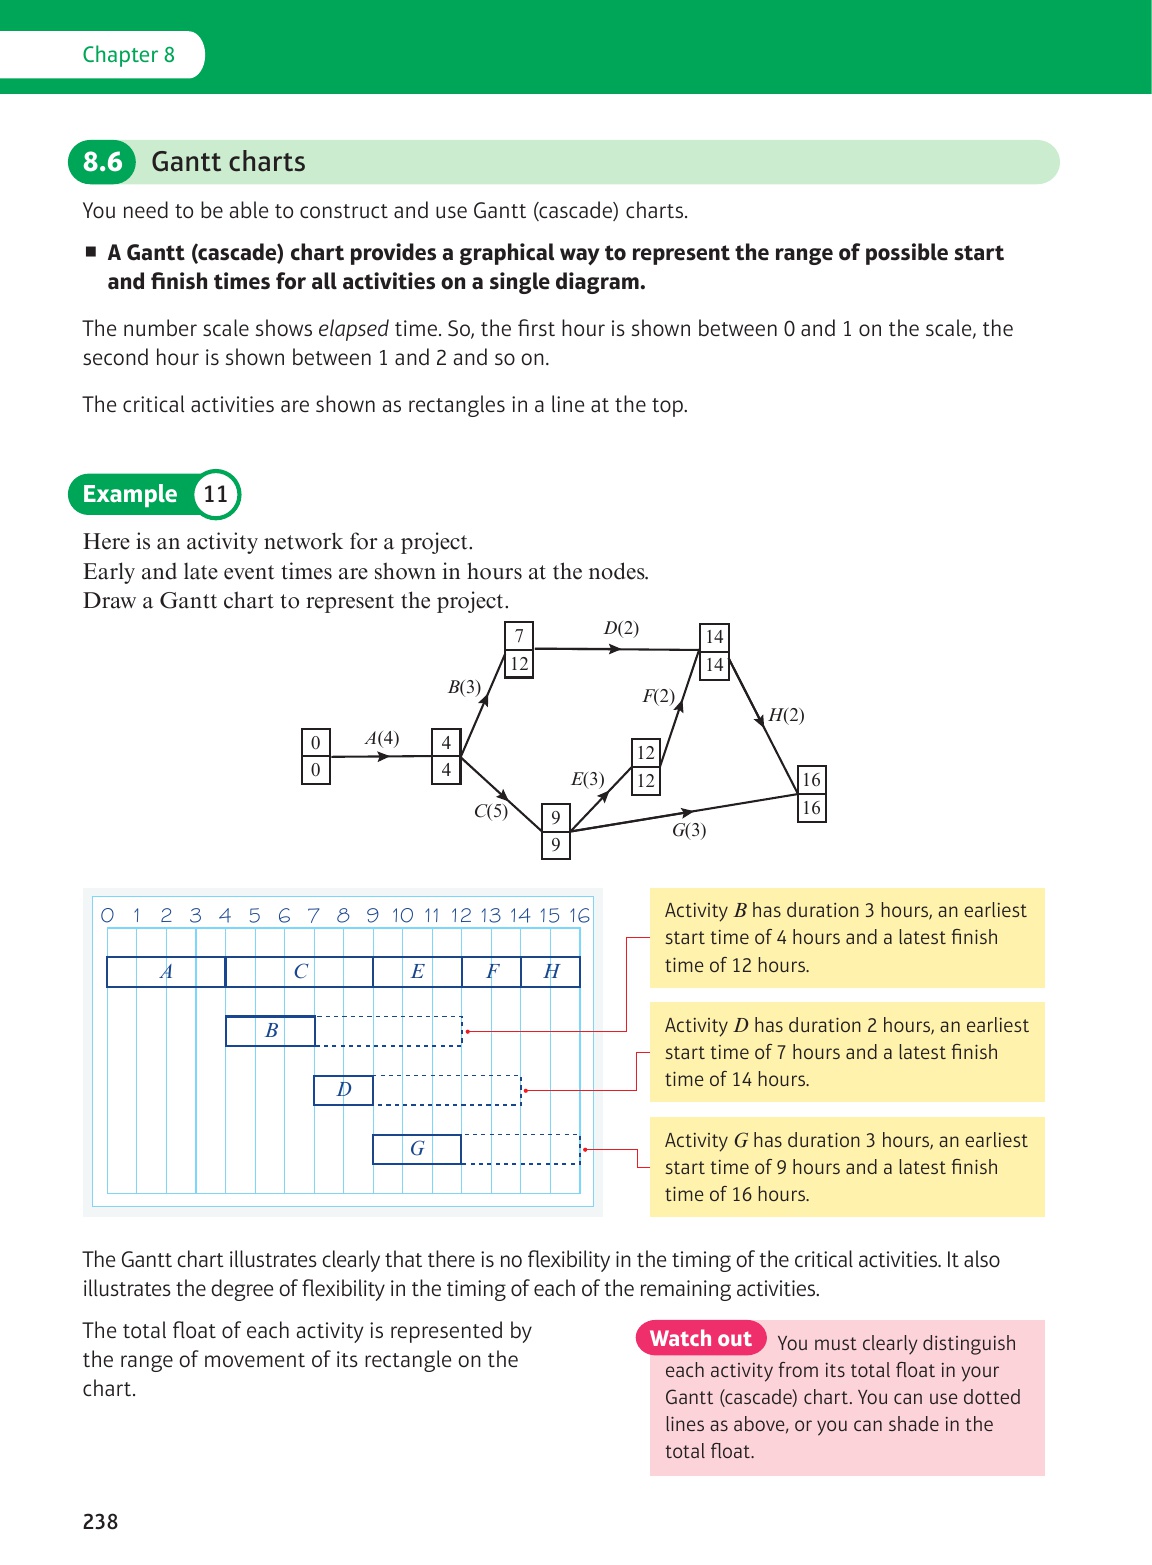 Chapter 8
8.6 Gantt charts
You need to be able to construct and use Gantt (cascade) charts.
■ A Gantt (cascade) chart provides a graphical way to represent the range of possible start
and finish times for all activities on a single diagram.
The number scale shows elapsed time. So, the first hour is shown between 0 and 1 on the scale, the
second hour is shown between 1 and 2 and so on.
The critical activities are shown as rectangles in a line at the top.
Example 11
Here is an activity network for a project.
Early and late event times are shown in hours at the nodes.
Draw a Gantt chart to represent the project.
7
12
D(2)
14
14
B(3)
F(2)
H(2)
0
0
A(4)
4
4
12
12
E(3)
16
16
C(5)
9
9
G(3)
0 1 2 3 4 5 6 7 8 9 10 11 12 13 14 15 16
A C E F H
B
D
G
Activity B has duration 3 hours, an earliest
start time of 4 hours and a latest finish
time of 12 hours.
Activity D has duration 2 hours, an earliest
start time of 7 hours and a latest finish
time of 14 hours.
Activity G has duration 3 hours, an earliest
start time of 9 hours and a latest finish
time of 16 hours.
The Gantt chart illustrates clearly that there is no flexibility in the timing of the critical activities. It also
illustrates the degree of flexibility in the timing of each of the remaining activities.
The total float of each activity is represented by
the range of movement of its rectangle on the
chart.
Watch out You must clearly distinguish
each activity from its total float in your
Gantt (cascade) chart. You can use dotted
lines as above, or you can shade in the
total float.
238